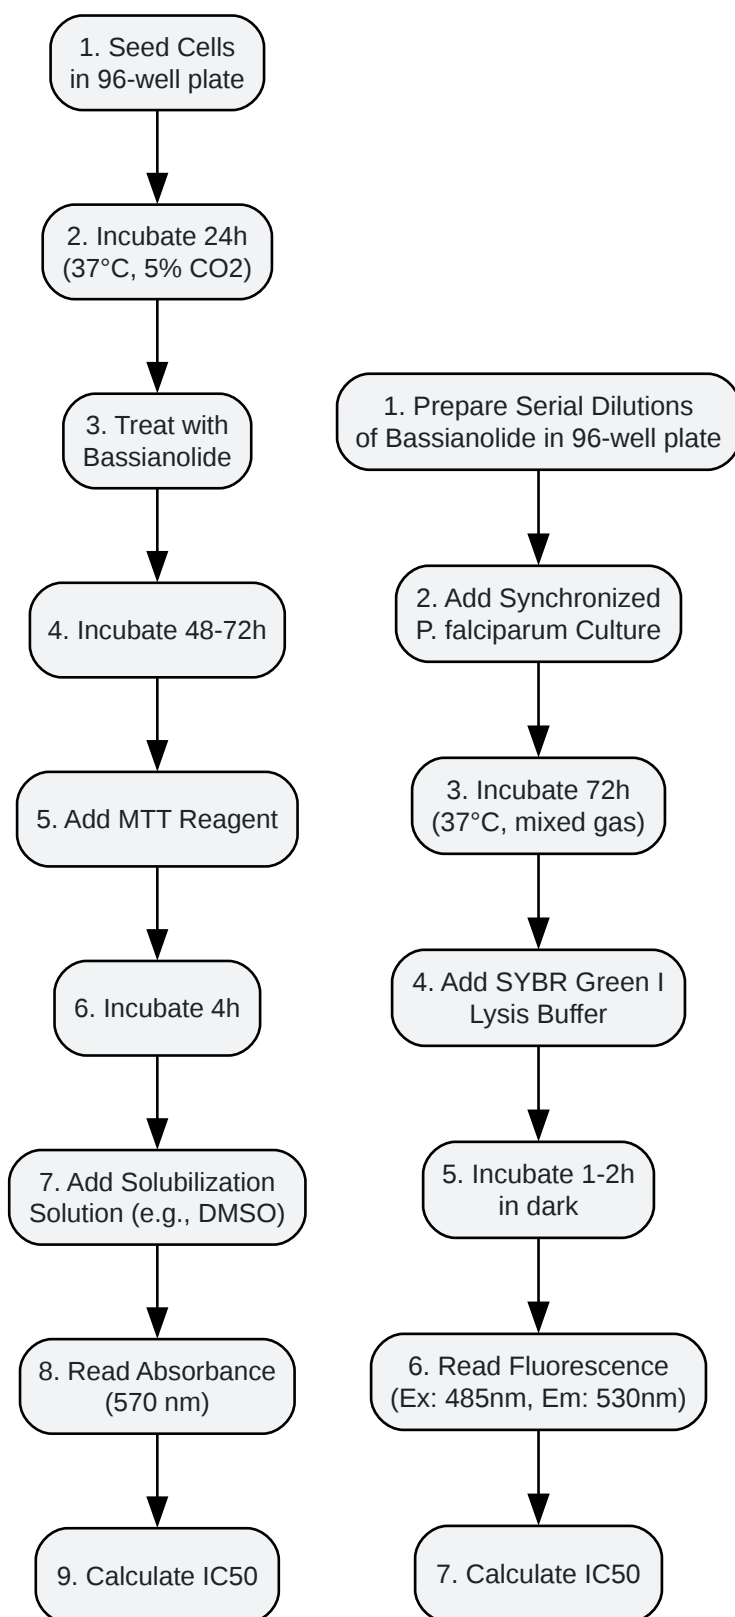 1. Seed Cells
in 96-well plate
2. Incubate 24h
(37°C, 5% CO2)
3. Treat with
Bassianolide
4. Incubate 48-72h
5. Add MTT Reagent
6. Incubate 4h
7. Add Solubilization
Solution (e.g., DMSO)
8. Read Absorbance
(570 nm)
9. Calculate IC50
1. Prepare Serial Dilutions
of Bassianolide in 96-well plate
2. Add Synchronized
P. falciparum Culture
3. Incubate 72h
(37°C, mixed gas)
4. Add SYBR Green I
Lysis Buffer
5. Incubate 1-2h
in dark
6. Read Fluorescence
(Ex: 485nm, Em: 530nm)
7. Calculate IC50